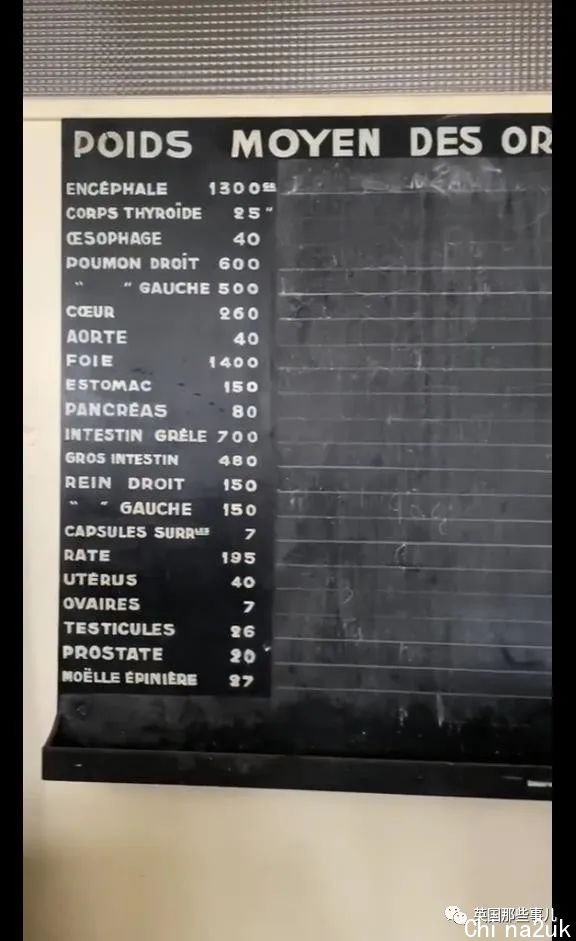 POIDS MOYEN DES OR
ENCÉPHALE 1300 GR
CORPS THYROÏDE 25 "
ŒSOPHAGE 40
POUMON DROIT 600
" " GAUCHE 500
CŒUR 260
AORTE 40
FOIE 1400
ESTOMAC 150
PANCRÉAS 80
INTESTIN GRÊLE 700
GROS INTESTIN 480
REIN DROIT 150
" " GAUCHE 150
CAPSULES SURRLES 7
RATE 195
UTÉRUS 40
OVAIRES 7
TESTICULES 26
PROSTATE 20
MOËLLE ÉPINIÈRE 27
英国那些事儿
Chi na2uk